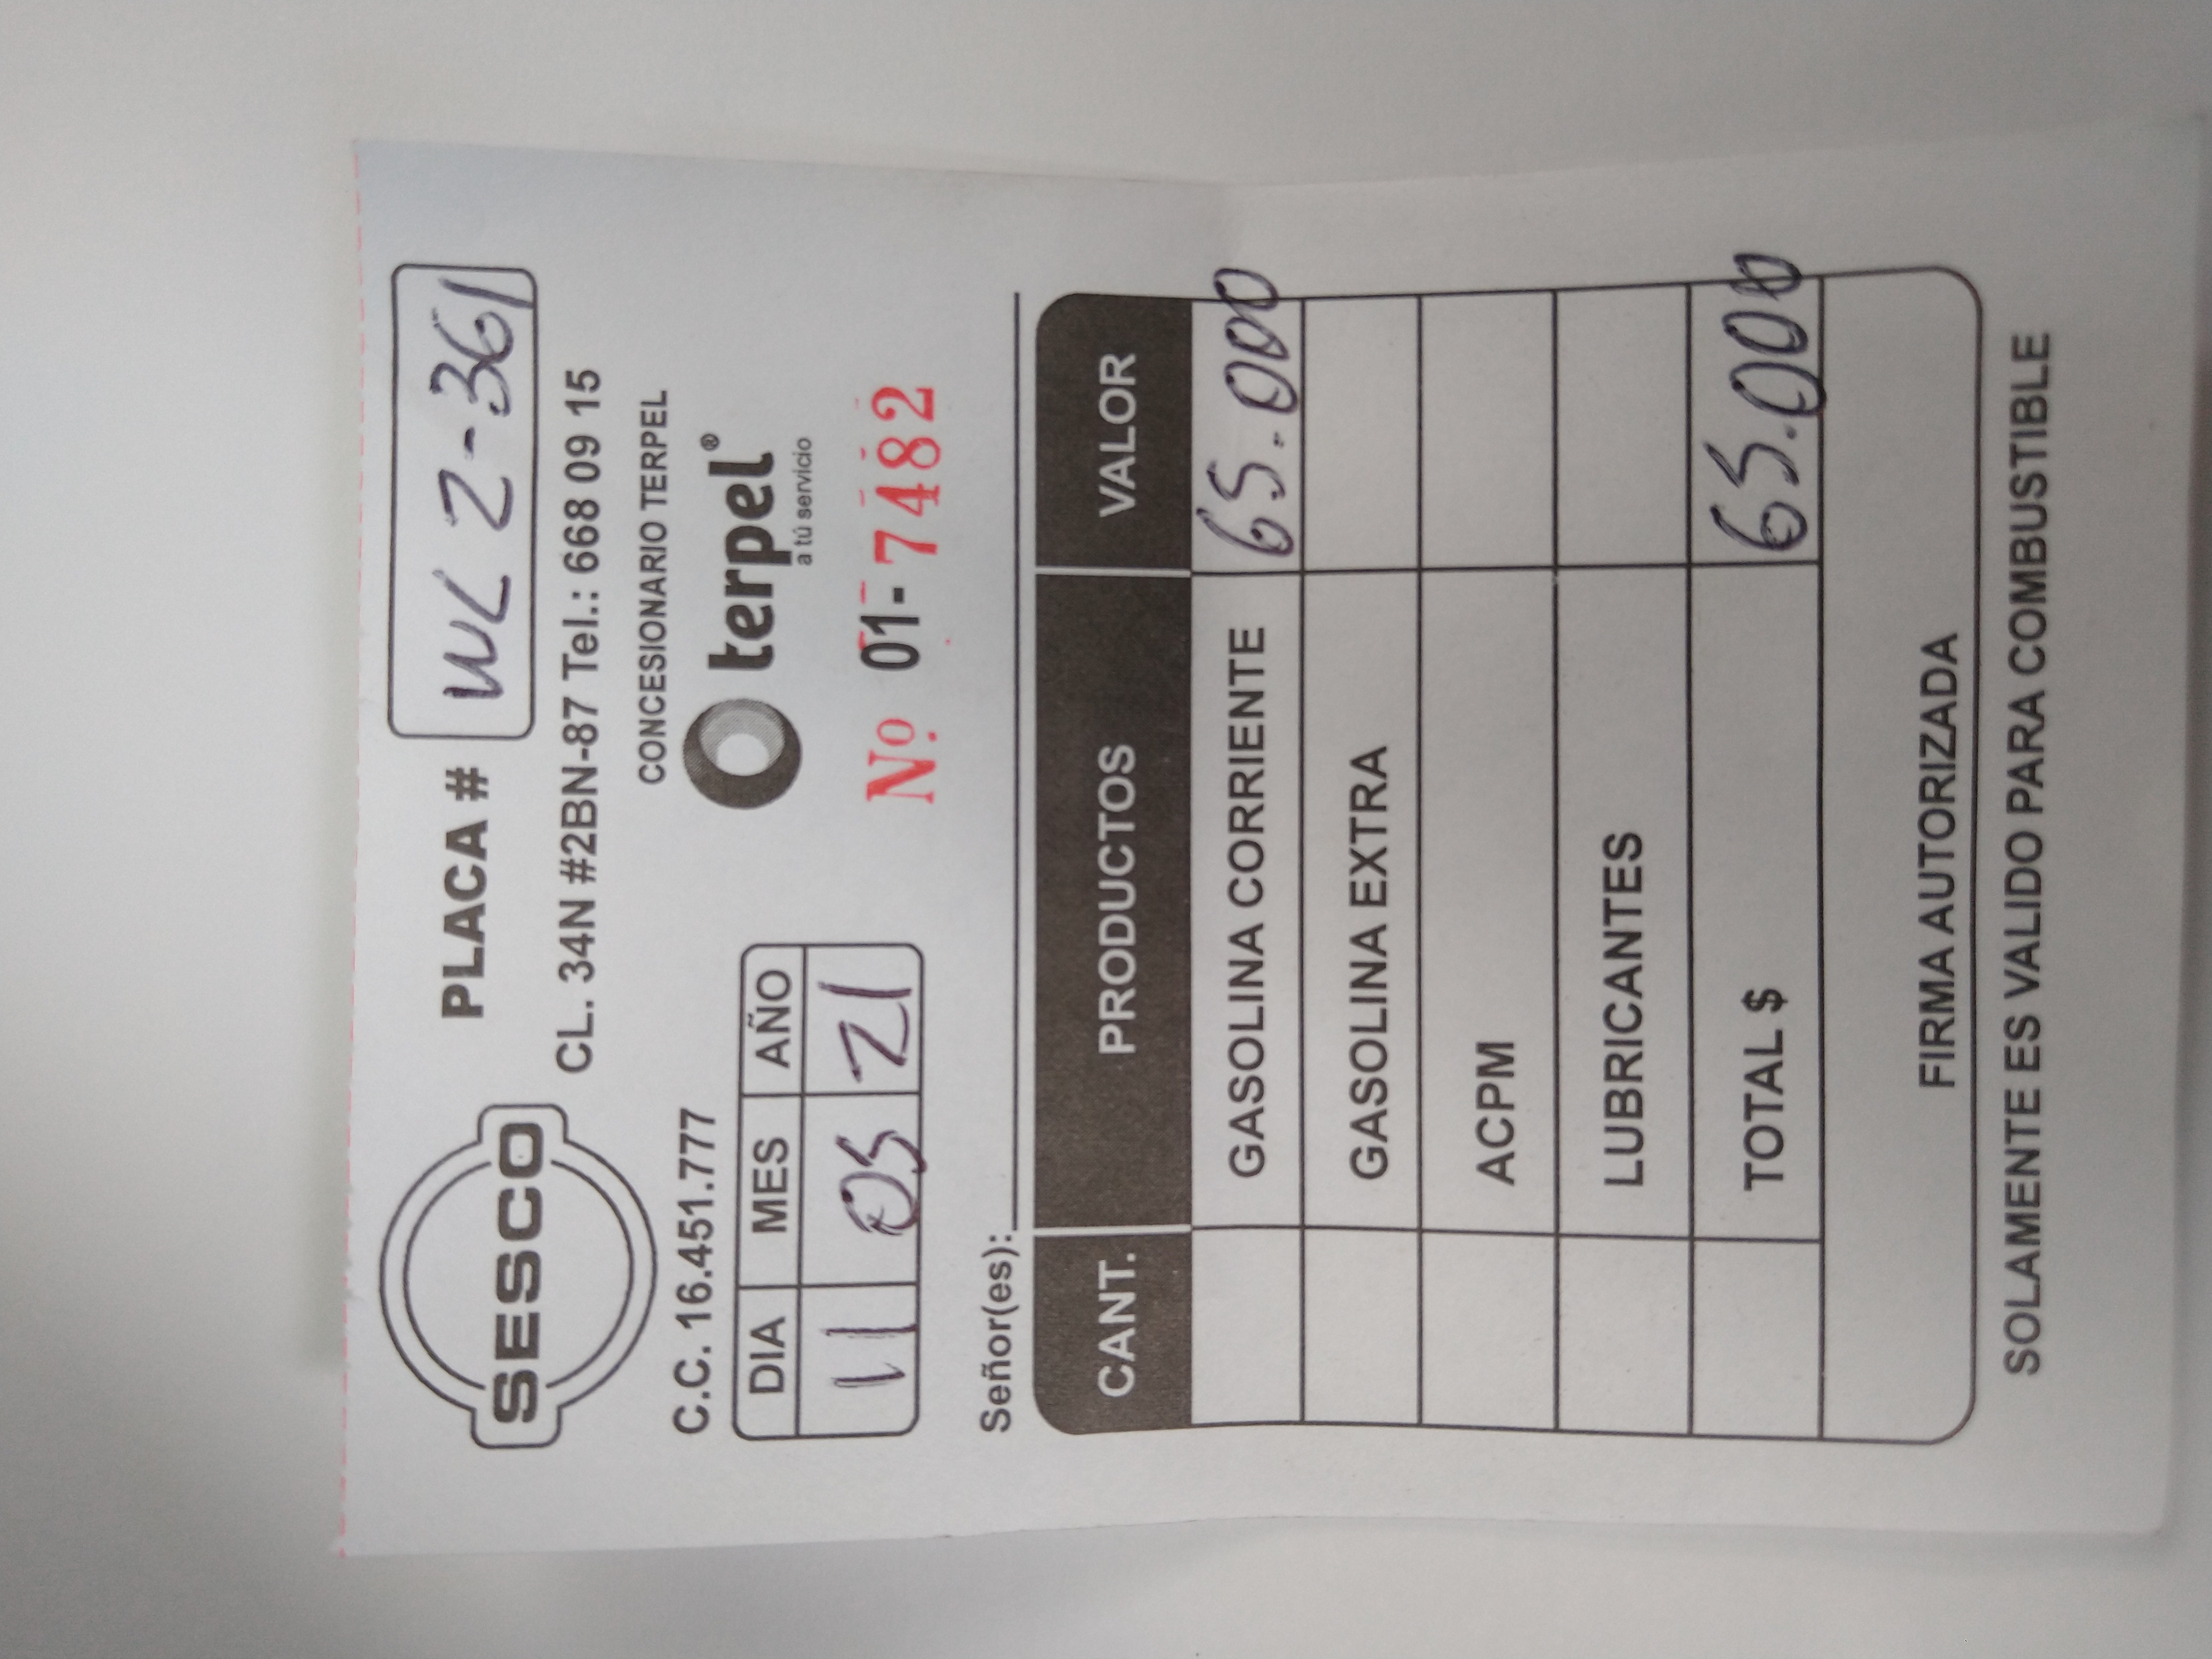 SESCO
PLACA # WLZ-361
CL. 34N #2BN-87 Tel.: 668 09 15
CONCESIONARIO TERPEL
C.C. 16.451.777
terpel®
a tú servicio
DIA MES AÑO
11 05 21
Nº. 01-7482
Señor(es):
CANT. PRODUCTOS VALOR
GASOLINA CORRIENTE 65.000
GASOLINA EXTRA
ACPM
LUBRICANTES
TOTAL $ 65.000
FIRMA AUTORIZADA
SOLAMENTE ES VALIDO PARA COMBUSTIBLE